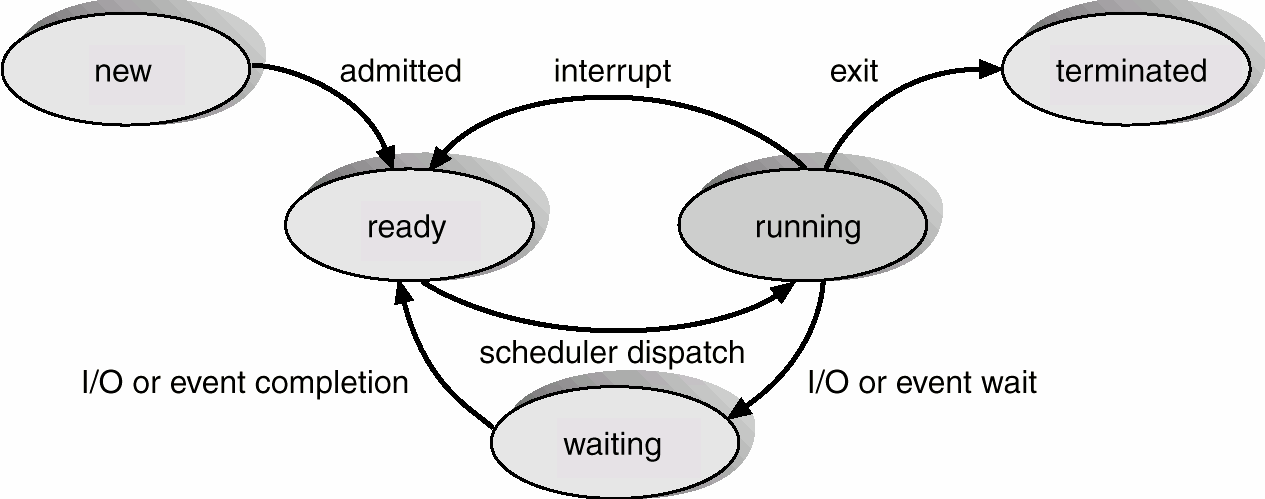 new
admitted
interrupt
exit
terminated
ready
running
scheduler dispatch
I/O or event completion
I/O or event wait
waiting